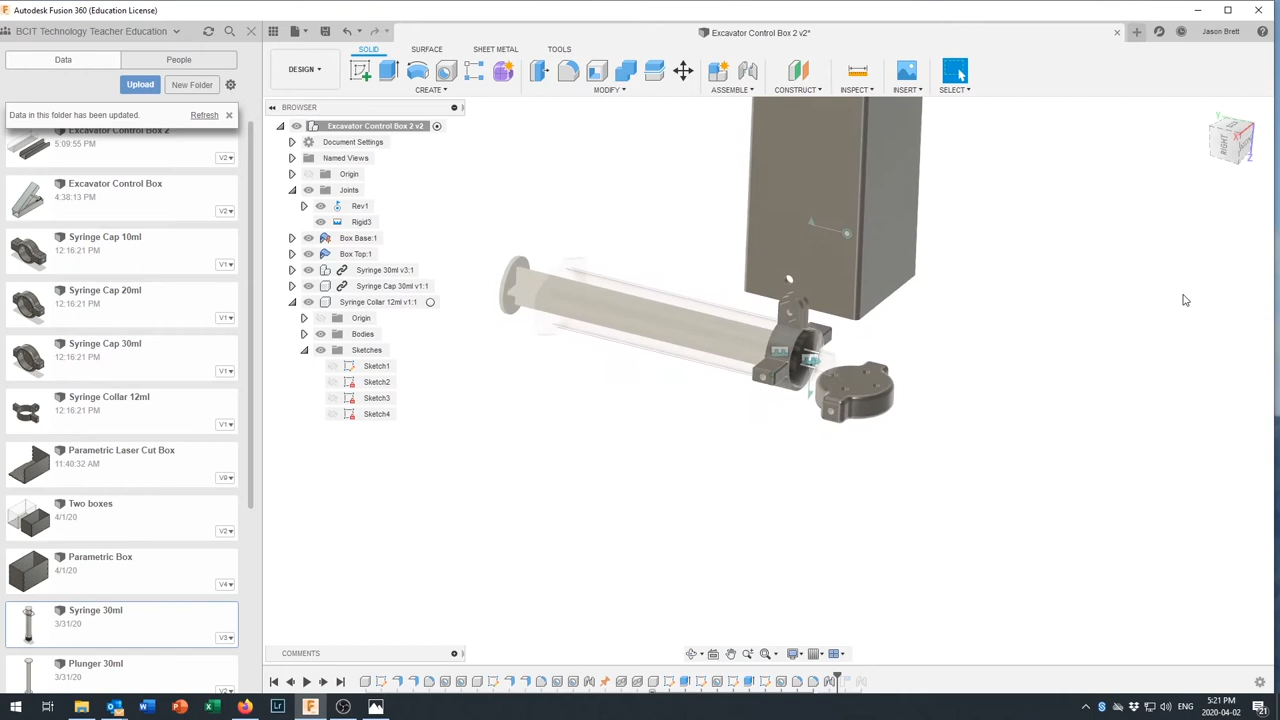 Autodesk Fusion 360 (Education License)
BCIT Technology Teacher Education
Excavator Control Box 2 v2*
Jason Brett
Data
People
Upload
New Folder
Data in this folder has been updated.
Refresh
Excavator Control Box 2
5:09:55 PM
V2
Excavator Control Box
4:38:13 PM
V2
Syringe Cap 10ml
12:16:21 PM
V1
Syringe Cap 20ml
12:16:21 PM
V1
Syringe Cap 30ml
12:16:21 PM
V1
Syringe Collar 12ml
12:16:21 PM
V1
Parametric Laser Cut Box
11:40:32 AM
V9
Two boxes
4/1/20
V2
Parametric Box
4/1/20
V4
Syringe 30ml
3/31/20
V3
Plunger 30ml
3/31/20
V2
SOLID
SURFACE
SHEET METAL
TOOLS
DESIGN
CREATE
MODIFY
ASSEMBLE
CONSTRUCT
INSPECT
INSERT
SELECT
BROWSER
Excavator Control Box 2 v2
Document Settings
Named Views
Origin
Joints
Rev1
Rigid3
Box Base:1
Box Top:1
Syringe 30ml v3:1
Syringe Cap 30ml v1:1
Syringe Collar 12ml v1:1
Origin
Bodies
Sketches
Sketch1
Sketch2
Sketch3
Sketch4
RIGHT
Y
Z
COMMENTS
ENG
5:21 PM
2020-04-02
21